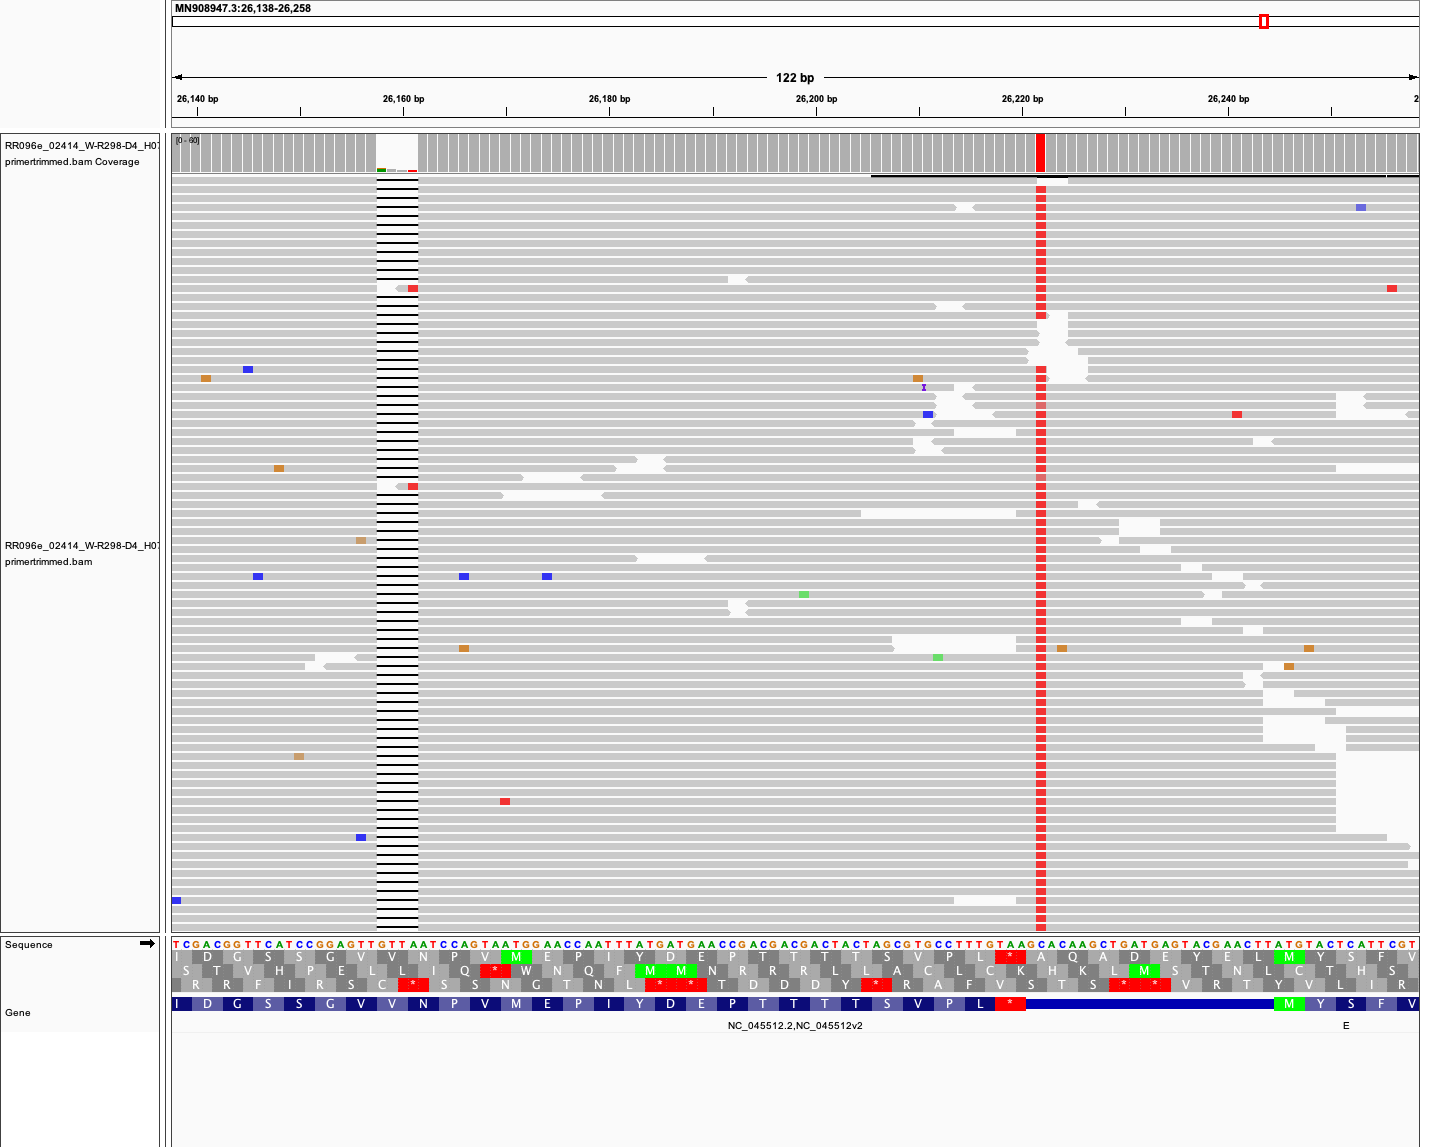 MN908947.3:26,138-26,258
122 bp
26,140 bp 26,160 bp 26,180 bp 26,200 bp 26,220 bp 26,240 bp 2
RR096e_02414_W-R298-D4_H07
primertrimmed.bam Coverage
[0 - 60]
RR096e_02414_W-R298-D4_H07
primertrimmed.bam
Sequence
TCGACGGTTCATCCGGAGTTGTTAATCCAGTAATGGAACCAATTTATGATGAACCGACGACGACTACTAGCGTGCCTTTGTAAGCACAAGCTGATGAGTACGAACTTATGTACTCATTCGT
I D G S S G V V N P V M E P I Y D E P T T T T S V P L * A Q A D E Y E L M Y S F V
S T V H P E L L I Q * W N Q F M M N R R R L L A C L C K H K L M S T N L C T H S
R R F I R S C * S S N G T N L * * T D D D Y * R A F V S T S * * V R T Y V L I R
Gene
I D G S S G V V N P V M E P I Y D E P T T T T S V P L * M Y S F V
NC_045512.2,NC_045512v2 E